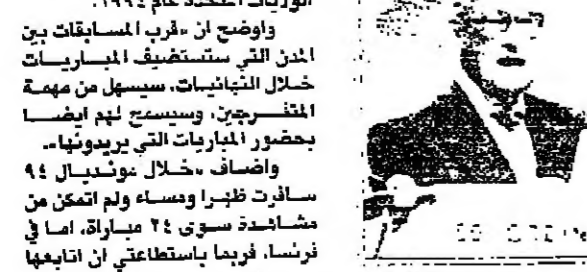 الولايات المتحدة عام ١٩٩٤.
واوضح ان «قرب المسابقات بين
المدن التي ستستضيف المباريات
خلال النهائيات، سيسهل من مهمة
المتفرجين، وسيسمح لهم ايضا
بحضور المباريات التي يريدونها».
واضاف «خلال مونديال ٩٤
سافرت ظهرا ومساء ولم اتمكن من
مشاهدة سوى ٢٤ مباراة، اما في
فرنسا، فربما باستطاعتي ان اتابعها